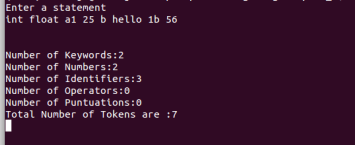 Enter a statement
int float a1 25 b hello 1b 56
Number of Keywords:2
Number of Numbers:2
Number of Identifiers:3
Number of Operators:0
Number of Puntuations:0
Total Number of Tokens are :7